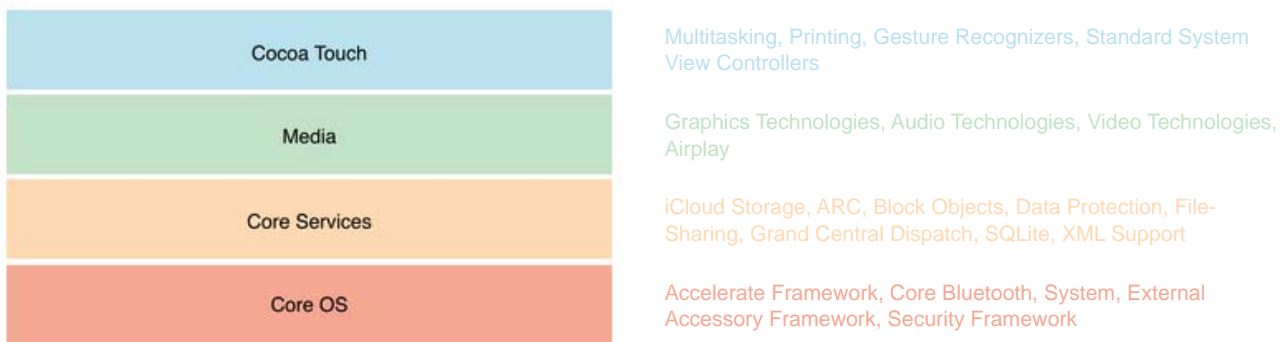 Cocoa Touch
Multitasking, Printing, Gesture Recognizers, Standard System
View Controllers
Media
Graphics Technologies, Audio Technologies, Video Technologies,
Airplay
Core Services
iCloud Storage, ARC, Block Objects, Data Protection, File-
Sharing, Grand Central Dispatch, SQLite, XML Support
Core OS
Accelerate Framework, Core Bluetooth, System, External
Accessory Framework, Security Framework